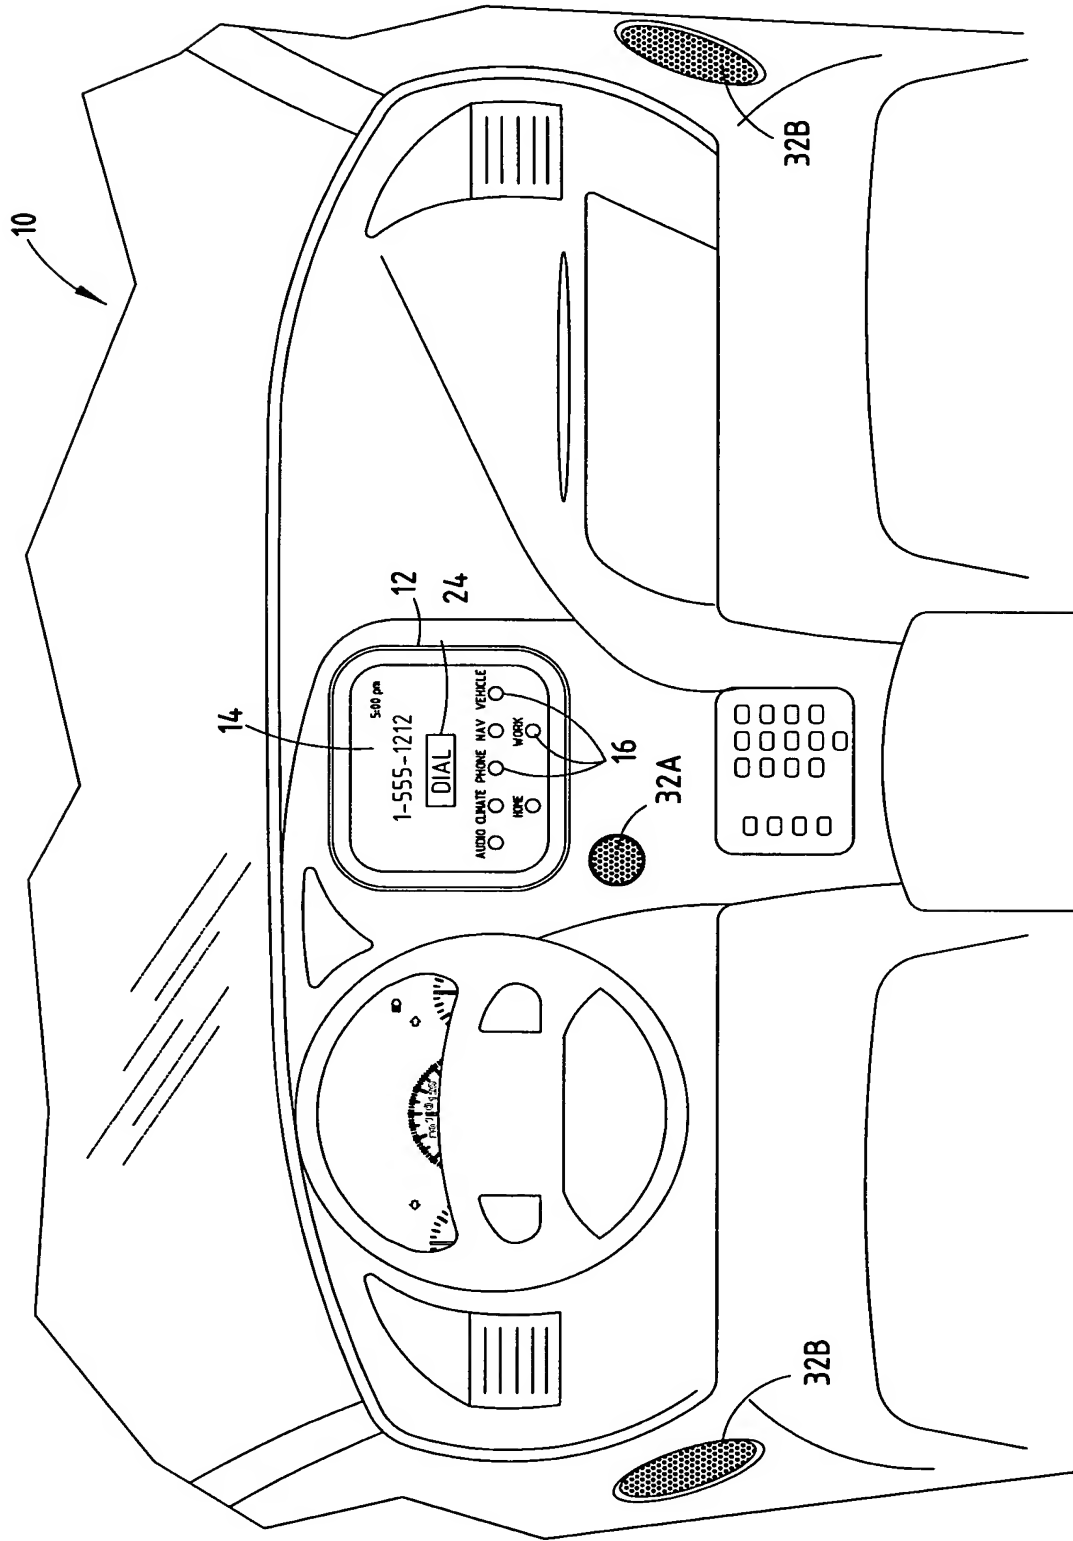 10
14
12
24
5:00 pm
1-555-1212
DIAL
AUDIO CLIMATE PHONE NAV VEHICLE
HOME WORK
16
32A
32B
32B